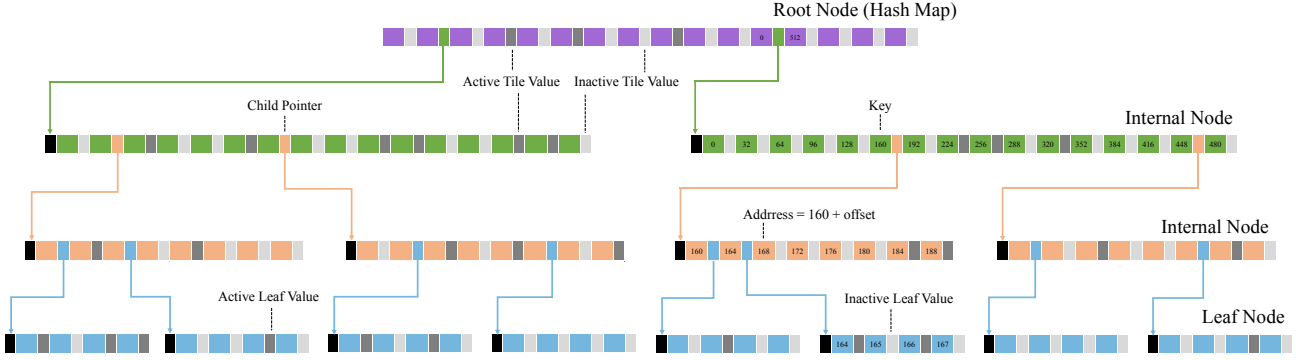 Root Node (Hash Map)
0 512
Active Tile Value Inactive Tile Value
Child Pointer Key Internal Node
0 32 64 96 128 160 192 224 256 288 320 352 384 416 448 480
Addrress = 160 + offset Internal Node
160 164 168 172 176 180 184 188
Active Leaf Value Inactive Leaf Value
Leaf Node
164 165 166 167